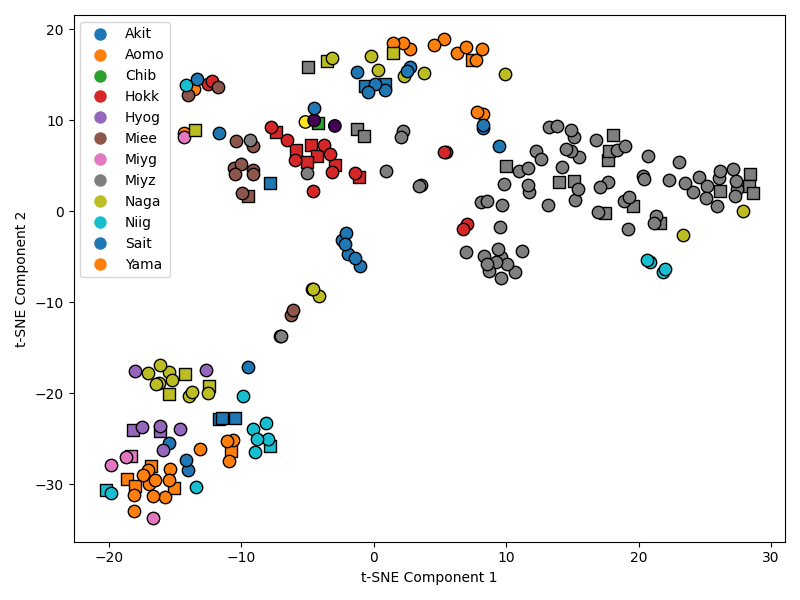 Akit
Aomo
Chib
Hokk
Hyog
Miee
Miyg
Miyz
Naga
Niig
Sait
Yama
20
10
0
−10
−20
−30
t-SNE Component 2
−20
−10
0
10
20
30
t-SNE Component 1